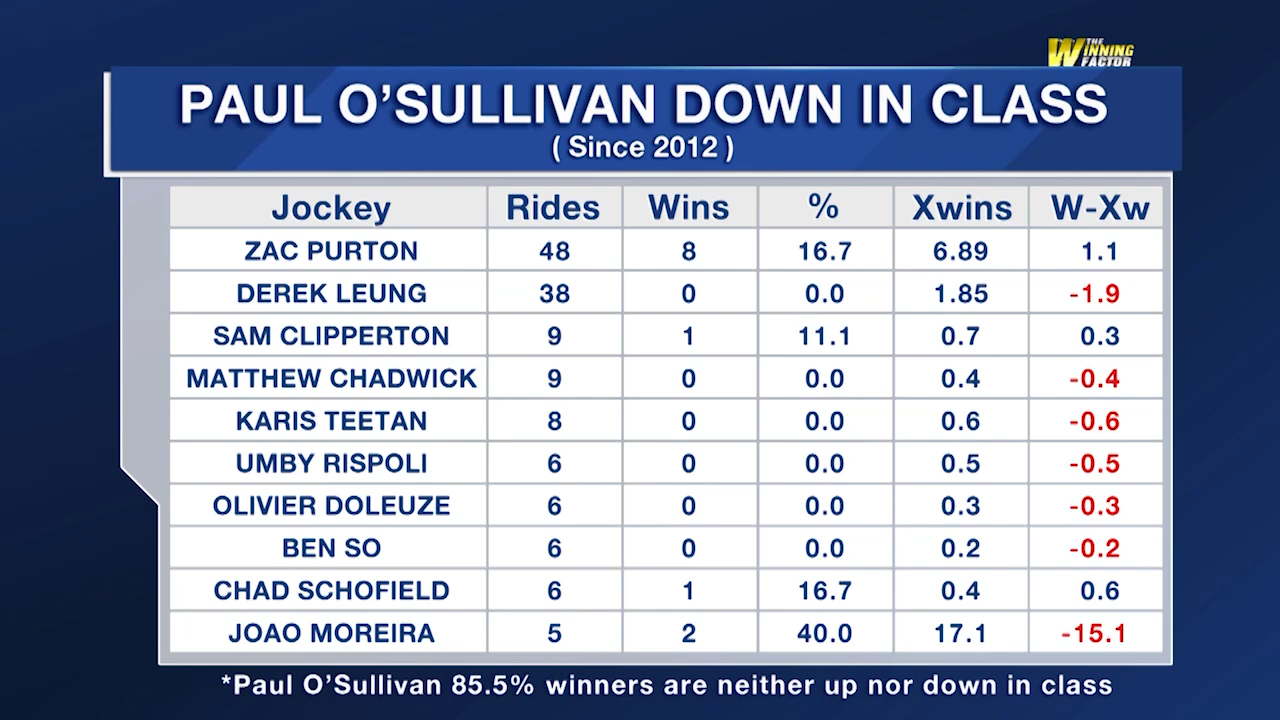 THE WINNING FACTOR
PAUL O'SULLIVAN DOWN IN CLASS
( Since 2012 )
Jockey Rides Wins % Xwins W-Xw
ZAC PURTON 48 8 16.7 6.89 1.1
DEREK LEUNG 38 0 0.0 1.85 -1.9
SAM CLIPPERTON 9 1 11.1 0.7 0.3
MATTHEW CHADWICK 9 0 0.0 0.4 -0.4
KARIS TEETAN 8 0 0.0 0.6 -0.6
UMBY RISPOLI 6 0 0.0 0.5 -0.5
OLIVIER DOLEUZE 6 0 0.0 0.3 -0.3
BEN SO 6 0 0.0 0.2 -0.2
CHAD SCHOFIELD 6 1 16.7 0.4 0.6
JOAO MOREIRA 5 2 40.0 17.1 -15.1
*Paul O'Sullivan 85.5% winners are neither up nor down in class